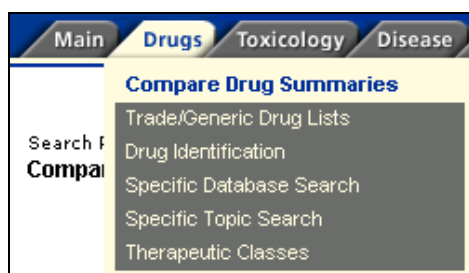 Main Drugs Toxicology Disease
Compare Drug Summaries
Trade/Generic Drug Lists
Drug Identification
Specific Database Search
Specific Topic Search
Therapeutic Classes
Search